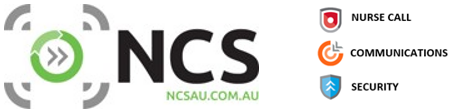 NCS
NCSAU.COM.AU
NURSE CALL
COMMUNICATIONS
SECURITY